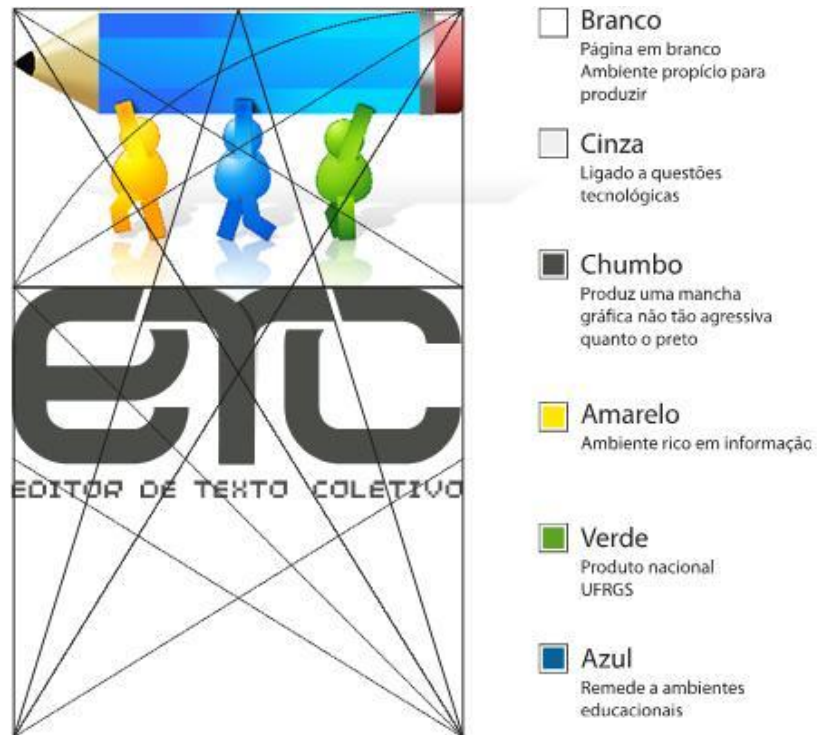 ETC
EDITOR DE TEXTO COLETIVO
Branco
Página em branco
Ambiente propício para
produzir
Cinza
Ligado a questões
tecnológicas
Chumbo
Produz uma mancha
gráfica não tão agressiva
quanto o preto
Amarelo
Ambiente rico em informação
Verde
Produto nacional
UFRGS
Azul
Remede a ambientes
educacionais